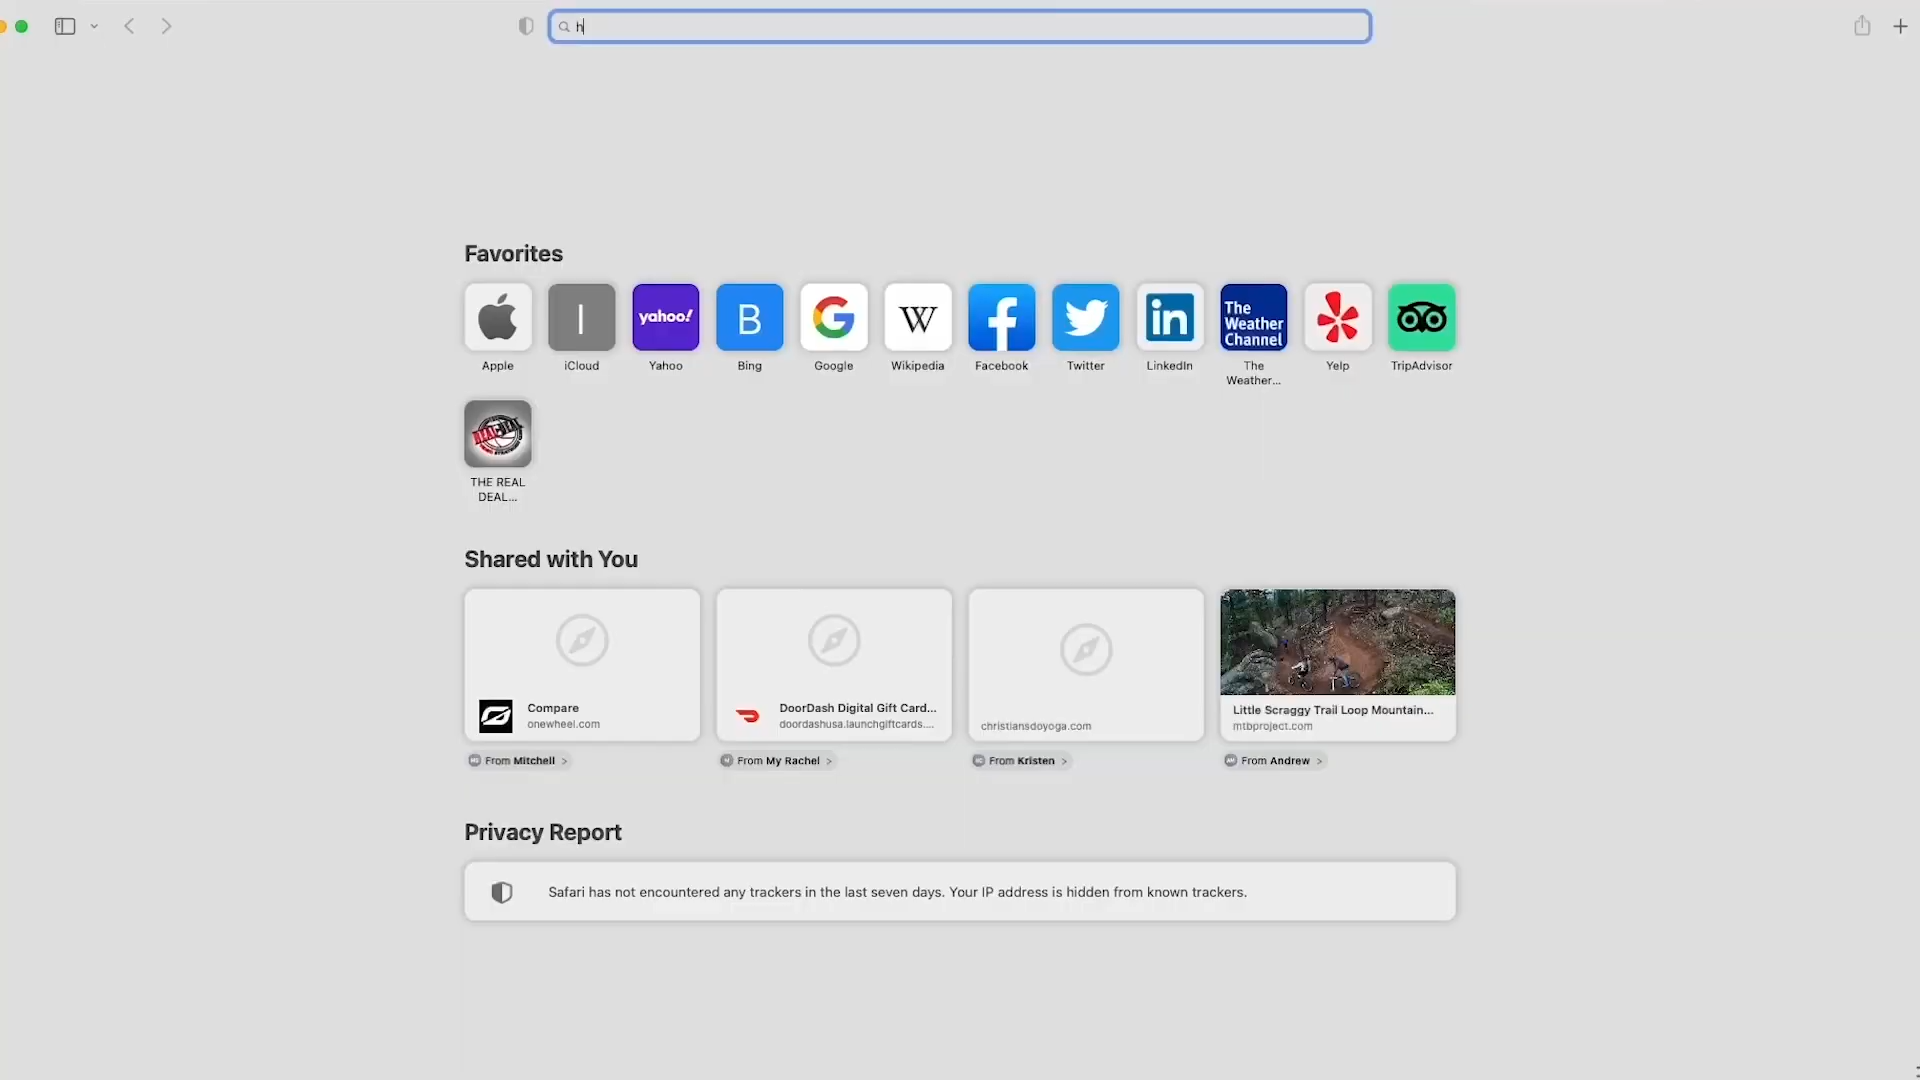 h
Favorites
I
yahoo!
B
W
in
The
Weather
Channel
Apple
iCloud
Yahoo
Bing
Google
Wikipedia
Facebook
Twitter
LinkedIn
The
Weather...
Yelp
TripAdvisor
REAL DEAL
THE REAL
DEAL...
Shared with You
Compare
onewheel.com
DoorDash Digital Gift Card...
doordashusa.launchgiftcards....
christiansdoyoga.com
Little Scraggy Trail Loop Mountain...
mtbproject.com
From Mitchell >
From My Rachel >
From Kristen >
From Andrew >
Privacy Report
Safari has not encountered any trackers in the last seven days. Your IP address is hidden from known trackers.